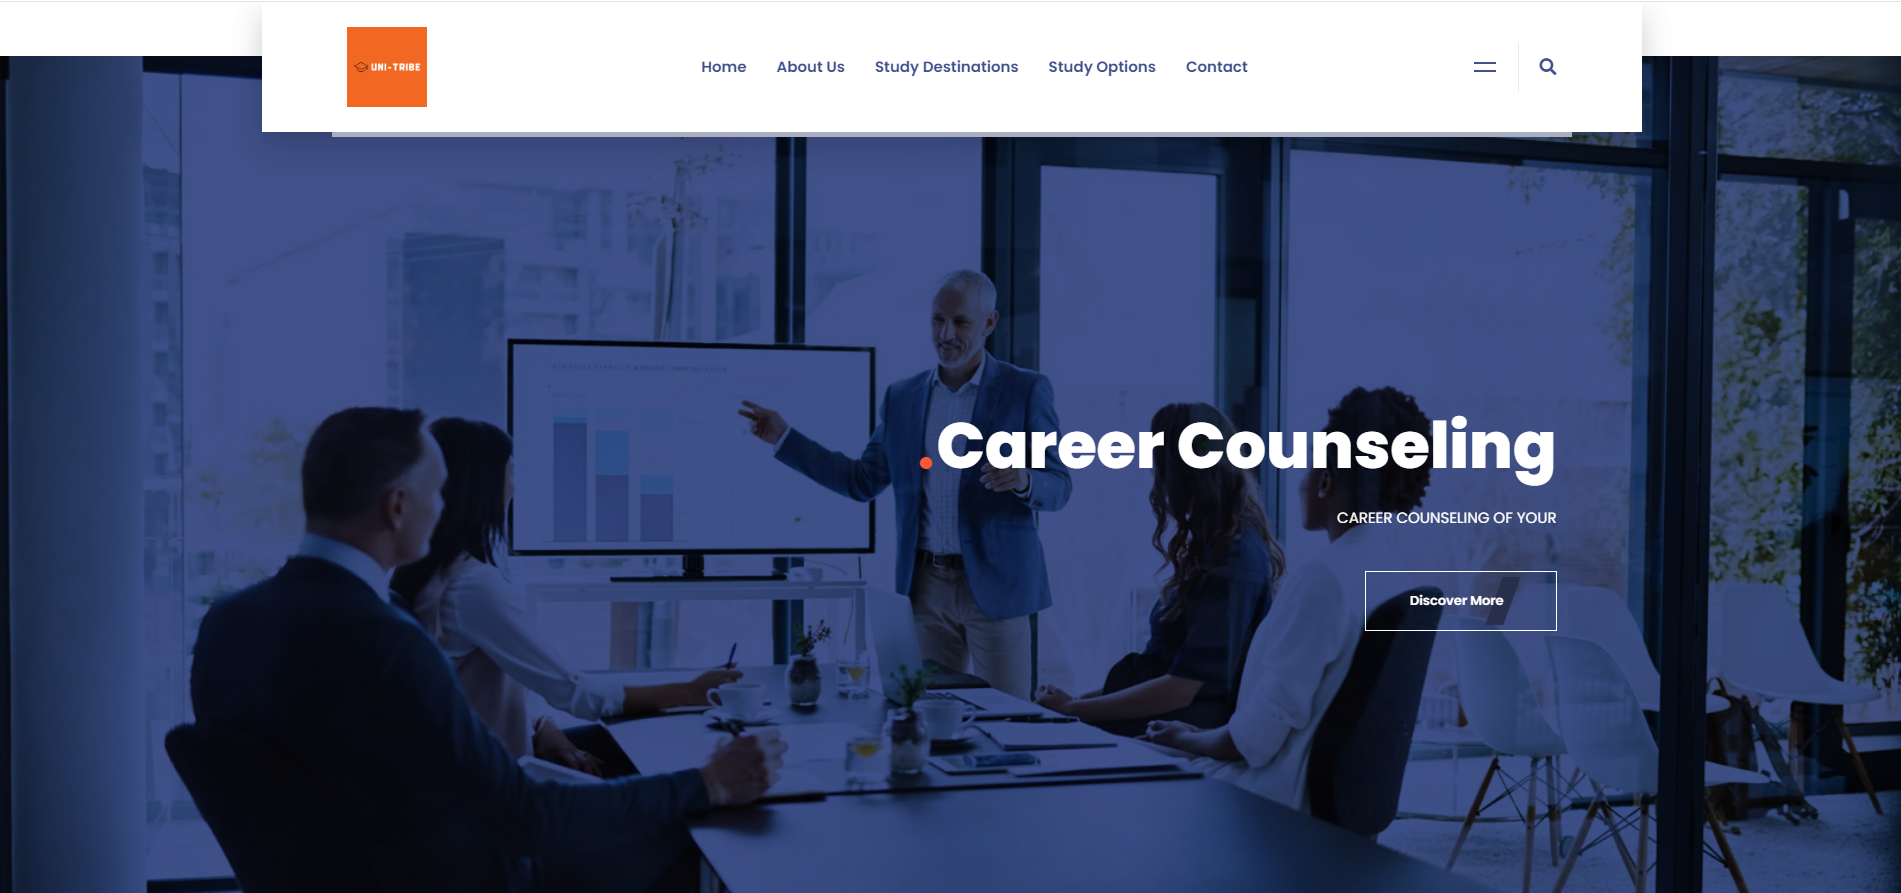 UNI-TRIBE
Home About Us Study Destinations Study Options Contact
.Career Counseling
CAREER COUNSELING OF YOUR
Discover More